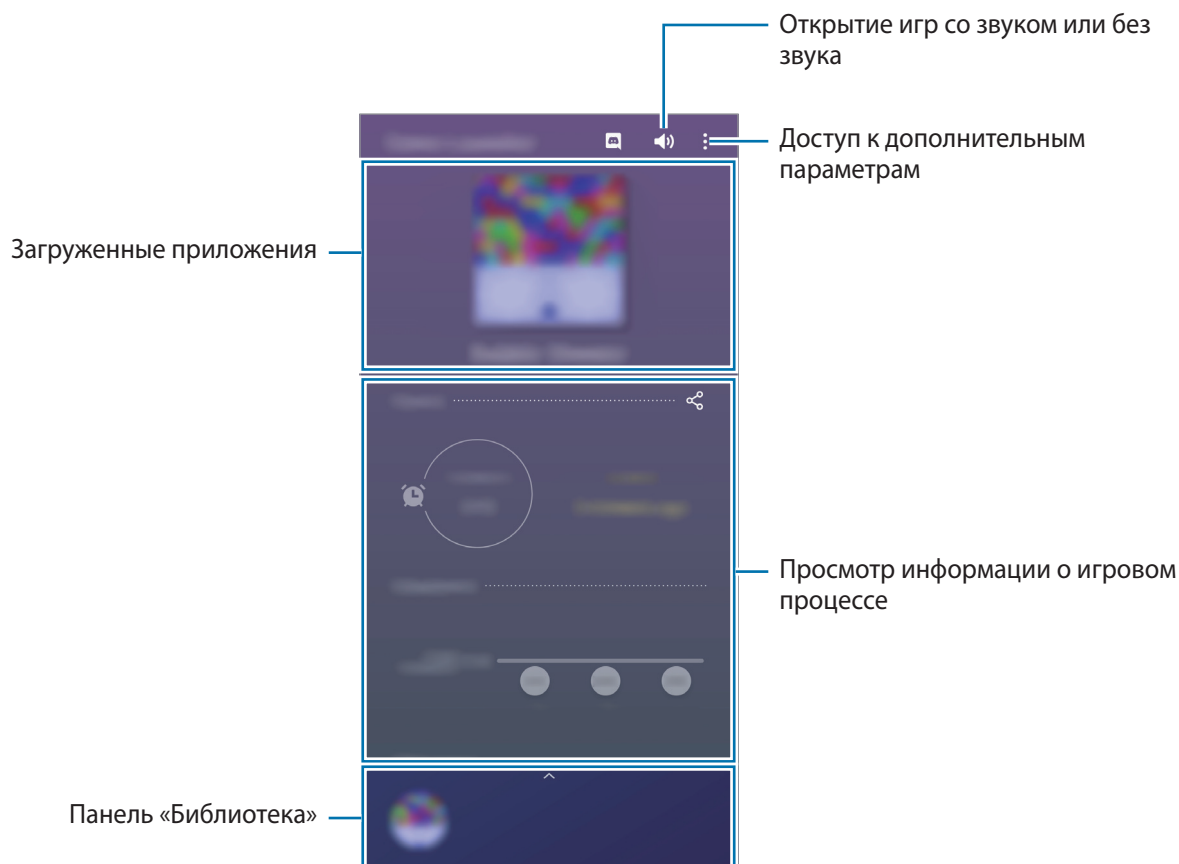 Открытие игр со звуком или без
звука
Доступ к дополнительным
параметрам
Загруженные приложения
Просмотр информации о игровом
процессе
Панель «Библиотека»